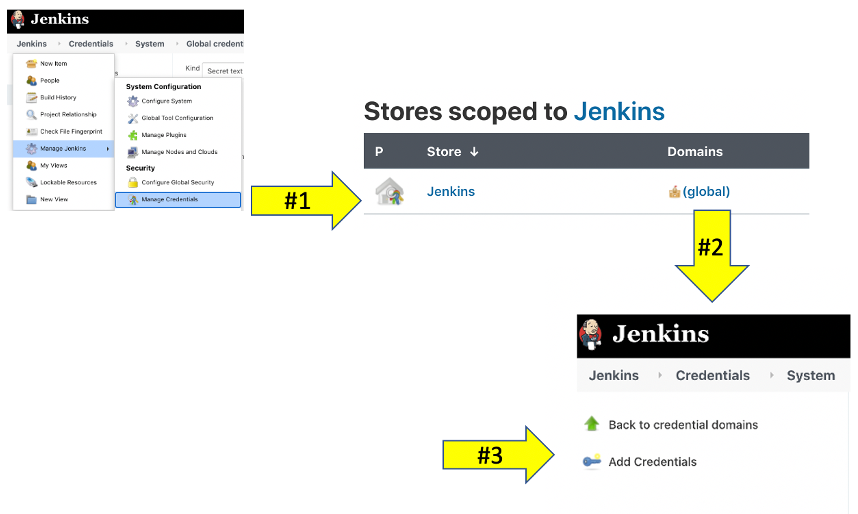 Jenkins
Jenkins Credentials System Global credent
New Item
People
Build History
Project Relationship
Check File Fingerprint
Manage Jenkins
My Views
Lockable Resources
New View
Kind Secret text
System Configuration
Configure System
Global Tool Configuration
Manage Plugins
Manage Nodes and Clouds
Security
Configure Global Security
Manage Credentials
#1
Stores scoped to Jenkins
P Store ↓ Domains
Jenkins (global)
#2
Jenkins
Jenkins Credentials System
Back to credential domains
#3
Add Credentials